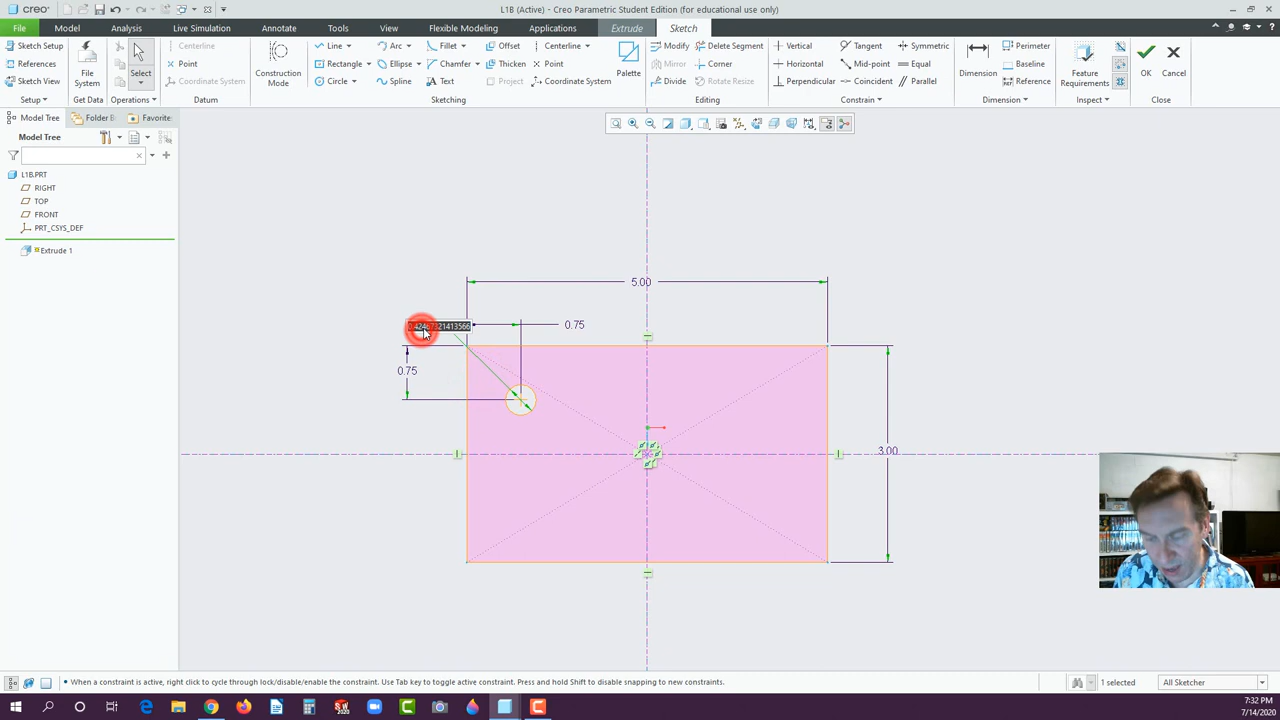 creo
L1B (Active) - Creo Parametric Student Edition (for educational use only)
File Model Analysis Live Simulation Annotate Tools View Flexible Modeling Applications Extrude Sketch
Sketch Setup
References
Sketch View
Setup
File System
Get Data
Select
Operations
Centerline
Point
Coordinate System
Datum
Construction Mode
Line Arc Fillet Offset Centerline
Rectangle Ellipse Chamfer Thicken Point
Circle Spline Text Project Coordinate System
Palette
Sketching
Modify Delete Segment
Mirror Corner
Divide Rotate Resize
Editing
Vertical Tangent Symmetric
Horizontal Mid-point Equal
Perpendicular Coincident Parallel
Constrain
Dimension
Perimeter
Baseline
Reference
Dimension
Feature Requirements
Inspect
OK
Cancel
Close
Model Tree Folder B Favorite
Model Tree
L1B.PRT
RIGHT
TOP
FRONT
PRT_CSYS_DEF
Extrude 1
5.00
0.42467321413566
0.75
0.75
3.00
When a constraint is active, right click to cycle through lock/disable/enable the constraint. Use Tab key to toggle active constraint. Press and hold Shift to disable snapping to new constraints.
1 selected
All Sketcher
SW
2020
7:32 PM
7/14/2020